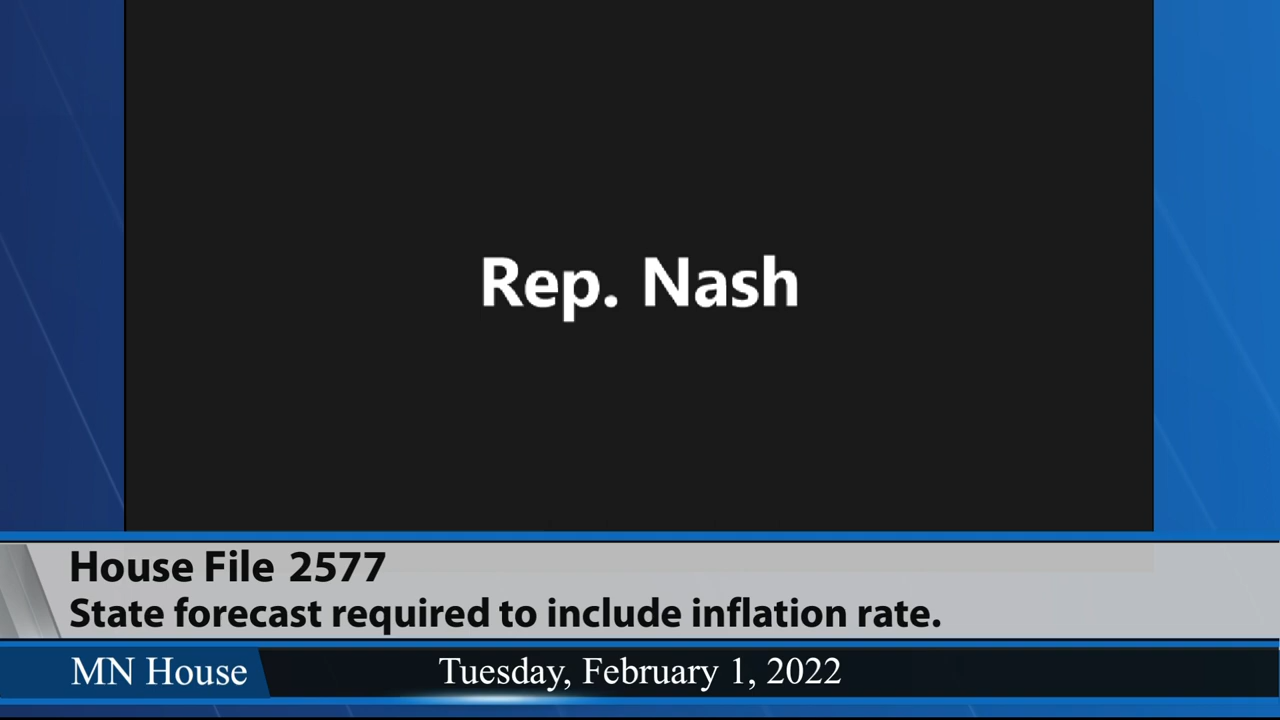 Rep. Nash
House File 2577
State forecast required to include inflation rate.
MN House
Tuesday, February 1, 2022